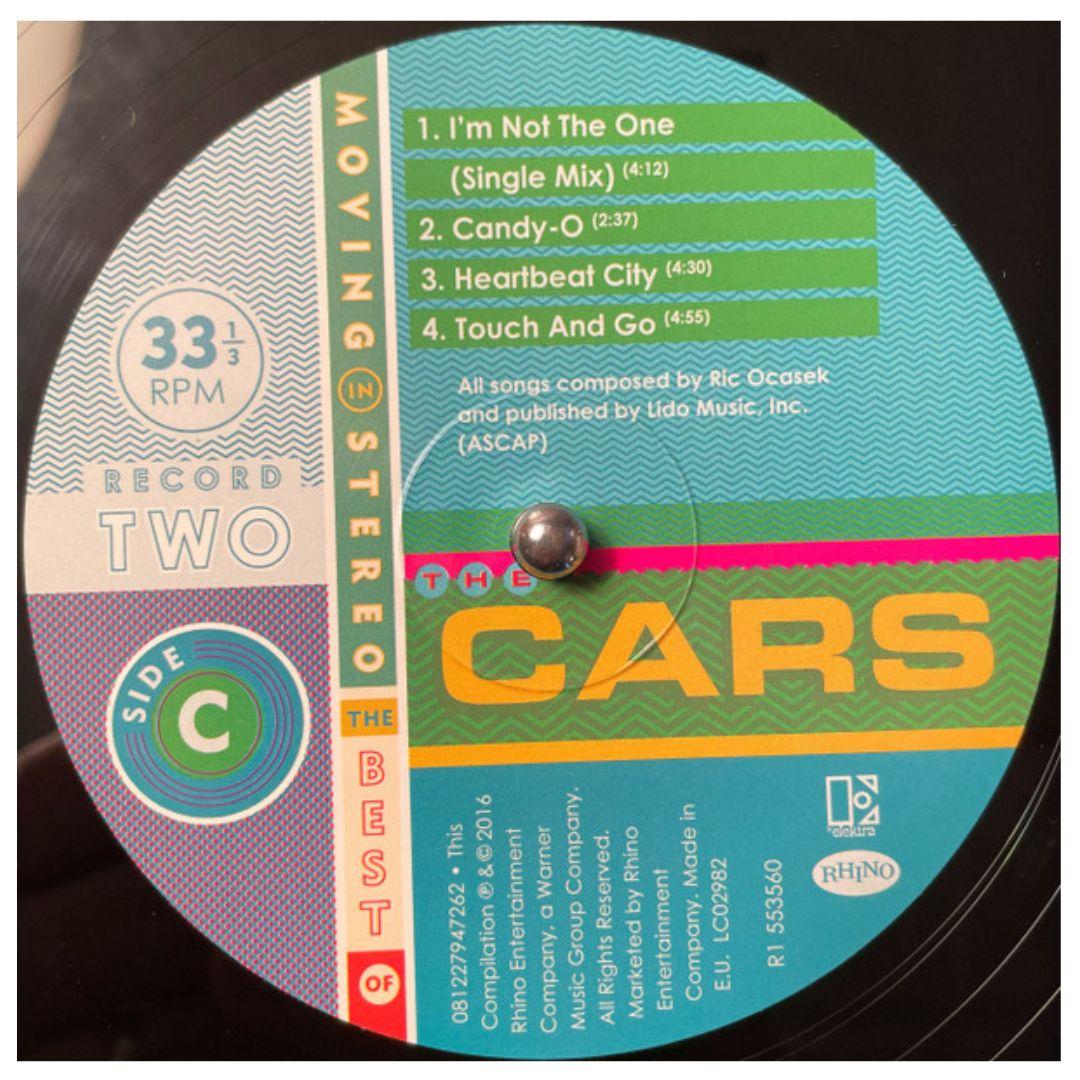 1. I'm Not The One
(Single Mix) (4:12)
2. Candy-O (2:37)
3. Heartbeat City (4:30)
4. Touch And Go (4:55)
All songs composed by Ric Ocasek
and published by Lido Music, Inc.
(ASCAP)
33 1/3
RPM
RECORD
TWO
SIDE
C
MOVING IN STEREO
THE
BEST
OF
THE
CARS
081227947262 • This
Compilation ℗ & © 2016
Rhino Entertainment
Company, a Warner
Music Group Company.
All Rights Reserved.
Marketed by Rhino
Entertainment
Company. Made in
E.U. LC02982
R1 553560
elektra
RHINO